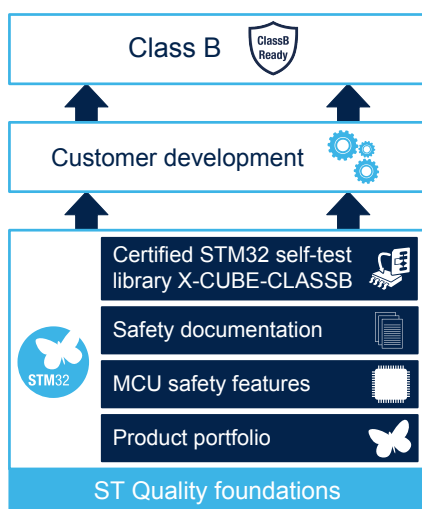 Class B
ClassB
Ready
Customer development
Certified STM32 self-test
library X-CUBE-CLASSB
Safety documentation
STM32
MCU safety features
Product portfolio
ST Quality foundations